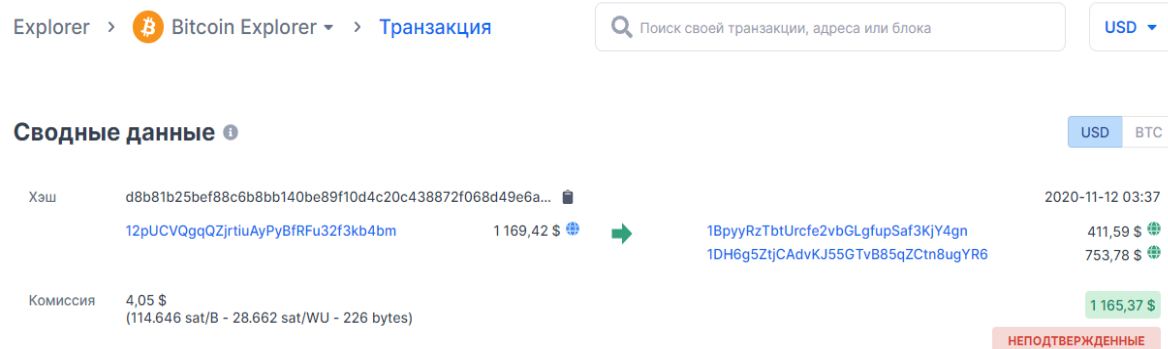 Explorer > Bitcoin Explorer > Транзакция
Поиск своей транзакции, адреса или блока
USD
Сводные данные
USD BTC
Хэш d8b81b25bef88c6b8bb140be89f10d4c20c438872f068d49e6a... 2020-11-12 03:37
12pUCVQgqQZjrtiuAyPyBfRFu32f3kb4bm 1 169,42 $ 1BpyyRzTbtUrcfe2vbGLgfupSaf3KjY4gn 411,59 $
1DH6g5ZtjCAdvKJ55GTvB85qZCtn8ugYR6 753,78 $
Комиссия 4,05 $ 1 165,37 $
(114.646 sat/B - 28.662 sat/WU - 226 bytes)
НЕПОДТВЕРЖДЕННЫЕ